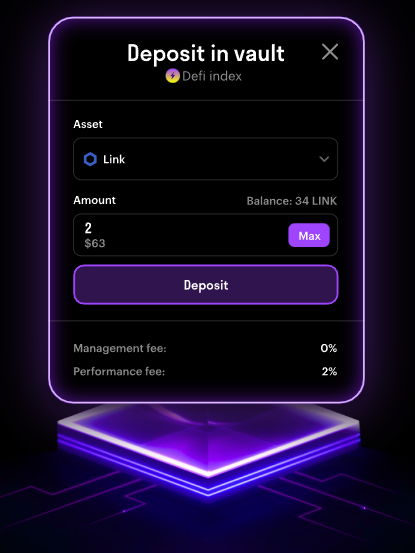 Deposit in vault
Defi index
Asset
Link
Amount Balance: 34 LINK
2
$63
Max
Deposit
Management fee: 0%
Performance fee: 2%